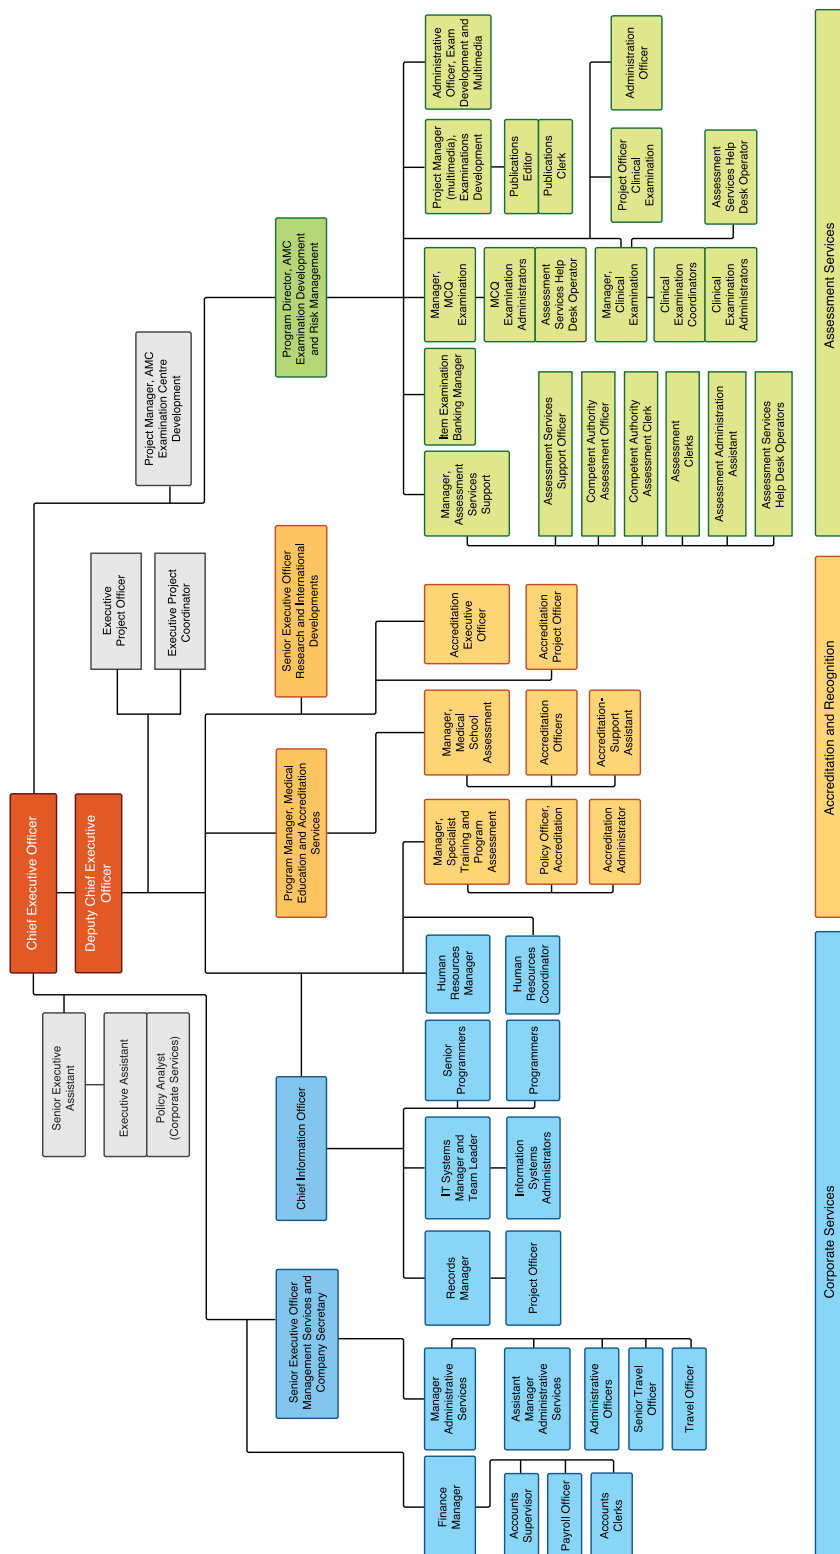 Chief Executive Officer
Deputy Chief Executive
Officer
Senior Executive
Assistant
Executive Assistant
Policy Analyst
(Corporate Services)
Executive
Project Officer
Executive Project
Coordinator
Project Manager, AMC
Examination Centre
Development
Senior Executive Officer
Management Services and
Company Secretary
Chief Information Officer
Program Manager, Medical
Education and Accreditation
Services
Senior Executive Officer
Research and International
Developments
Program Director, AMC
Examination Development
and Risk Management
Finance
Manager
Accounts
Supervisor
Payroll Officer
Accounts
Clerks
Manager
Administrative
Services
Assistant
Manager
Administrative
Services
Administrative
Officers
Senior Travel
Officer
Travel Officer
Records
Manager
Project Officer
IT Systems
Manager and
Team Leader
Information
Systems
Administrators
Senior
Programmers
Programmers
Human
Resources
Manager
Human
Resources
Coordinator
Manager,
Specialist
Training and
Program
Assessment
Policy Officer,
Accreditation
Accreditation
Administrator
Manager,
Medical
School
Assessment
Accreditation
Officers
Accreditation-
Support
Assistant
Accreditation
Executive
Officer
Accreditation
Project Officer
Manager,
Assessment
Services
Support
Assessment Services
Support Officer
Competent Authority
Assessment Officer
Competent Authority
Assessment Clerk
Assessment
Clerks
Assessment Administration
Assistant
Assessment Services
Help Desk Operators
Item Examination
Banking Manager
Manager,
MCQ
Examination
MCQ
Examination
Administrators
Assessment
Services Help
Desk Operator
Manager,
Clinical
Examination
Clinical
Examination
Coordinators
Clinical
Examination
Administrators
Assessment
Services Help
Desk Operator
Project Manager
(multimedia),
Examinations
Development
Publications
Editor
Publications
Clerk
Project Officer
Clinical
Examination
Administrative
Officer, Exam
Development and
Multimedia
Administration
Officer
Corporate Services
Accreditation and Recognition
Assessment Services